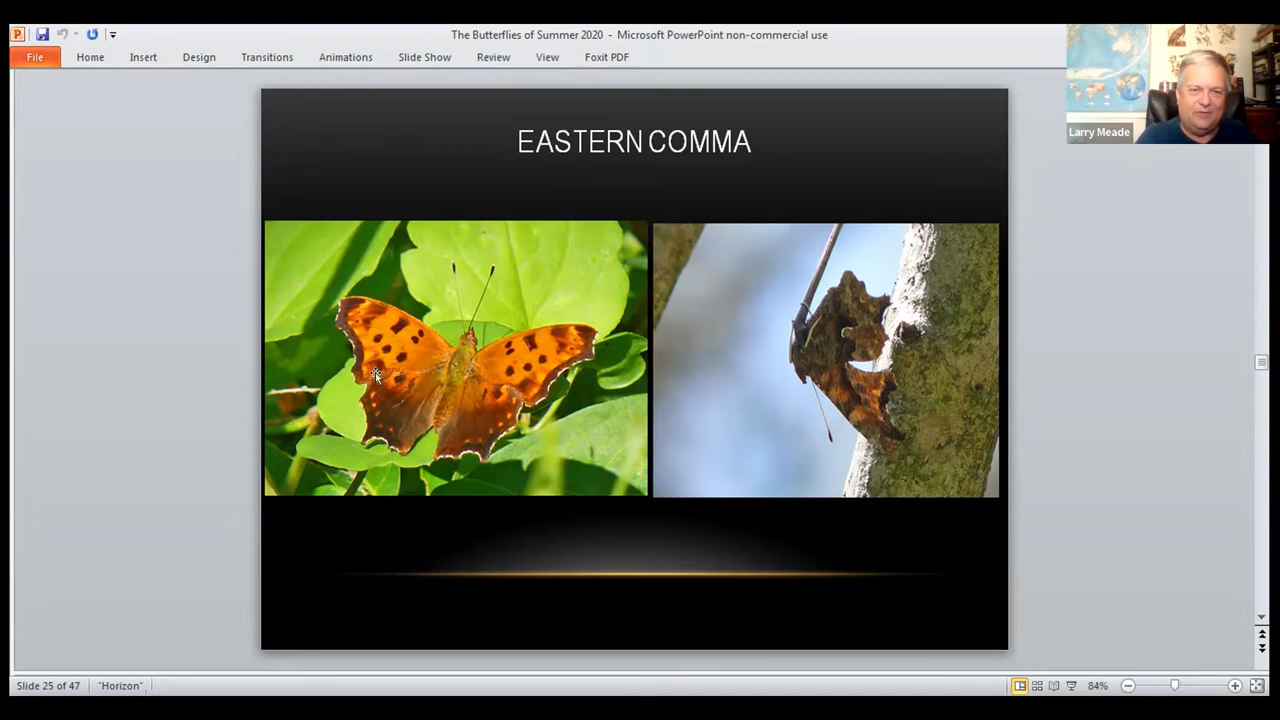 The Butterflies of Summer 2020 - Microsoft PowerPoint non-commercial use
File Home Insert Design Transitions Animations Slide Show Review View Foxit PDF
Larry Meade
EASTERN COMMA
Slide 25 of 47 "Horizon" 84%